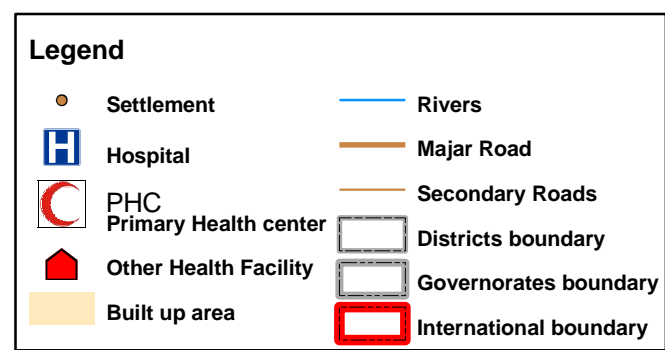 Legend
Settlement
H
Hospital
PHC
Primary Health center
Other Health Facility
Built up area
Rivers
Majar Road
Secondary Roads
Districts boundary
Governorates boundary
International boundary